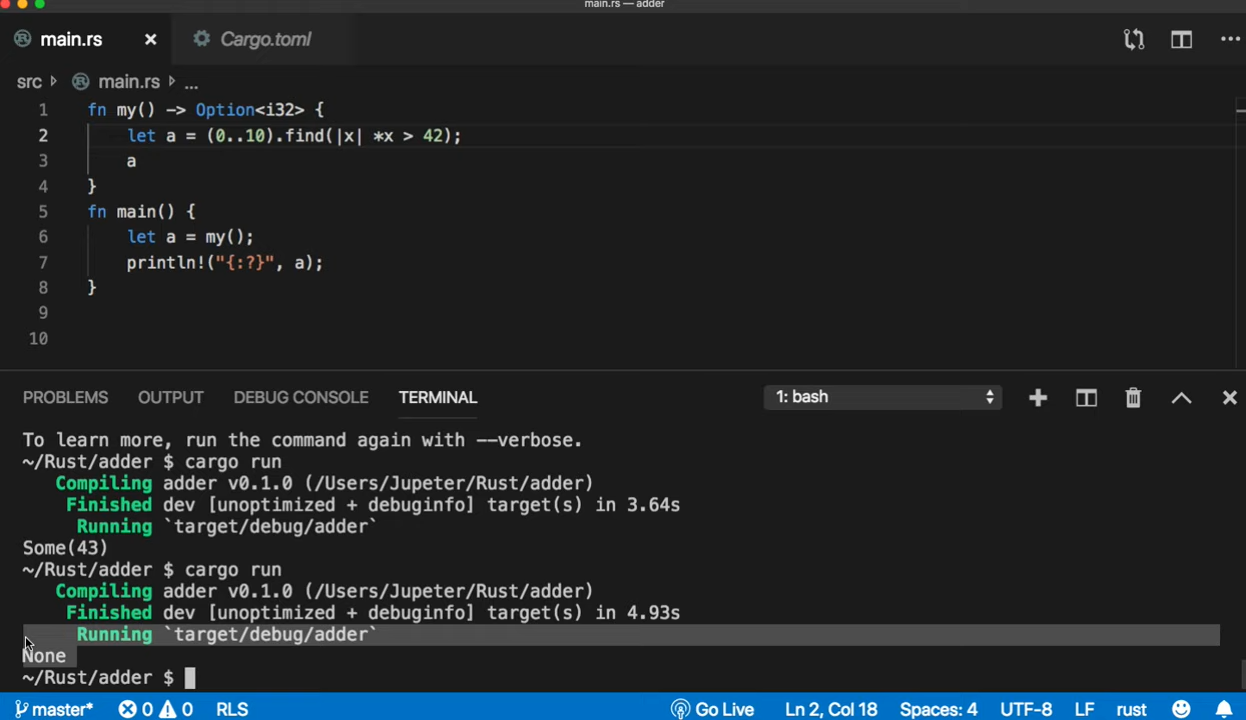 main.rs — adder
main.rs
Cargo.toml
src main.rs ...
1 fn my() -> Option<i32> {
2 let a = (0..10).find(|x| *x > 42);
3 a
4 }
5 fn main() {
6 let a = my();
7 println!("{:?}", a);
8 }
9
10
PROBLEMS OUTPUT DEBUG CONSOLE TERMINAL 1: bash
To learn more, run the command again with --verbose.
~/Rust/adder $ cargo run
Compiling adder v0.1.0 (/Users/Jupeter/Rust/adder)
Finished dev [unoptimized + debuginfo] target(s) in 3.64s
Running `target/debug/adder`
Some(43)
~/Rust/adder $ cargo run
Compiling adder v0.1.0 (/Users/Jupeter/Rust/adder)
Finished dev [unoptimized + debuginfo] target(s) in 4.93s
Running `target/debug/adder`
None
~/Rust/adder $
master* 0 0 RLS Go Live Ln 2, Col 18 Spaces: 4 UTF-8 LF rust